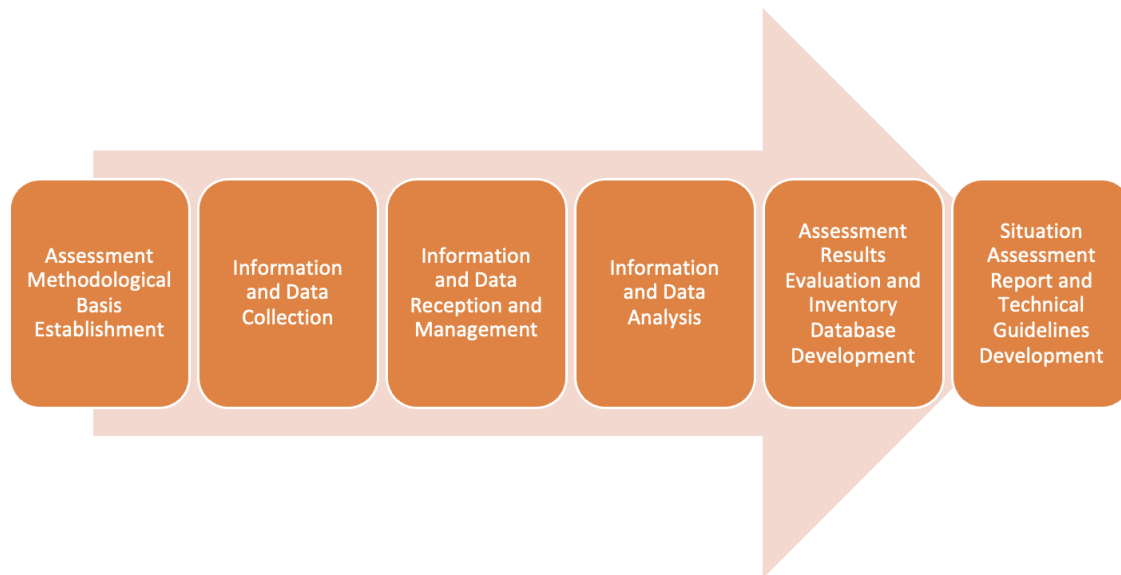 Assessment
Methodological
Basis
Establishment
Information
and Data
Collection
Information
and Data
Reception and
Management
Information
and Data
Analysis
Assessment
Results
Evaluation and
Inventory
Database
Development
Situation
Assessment
Report and
Technical
Guidelines
Development